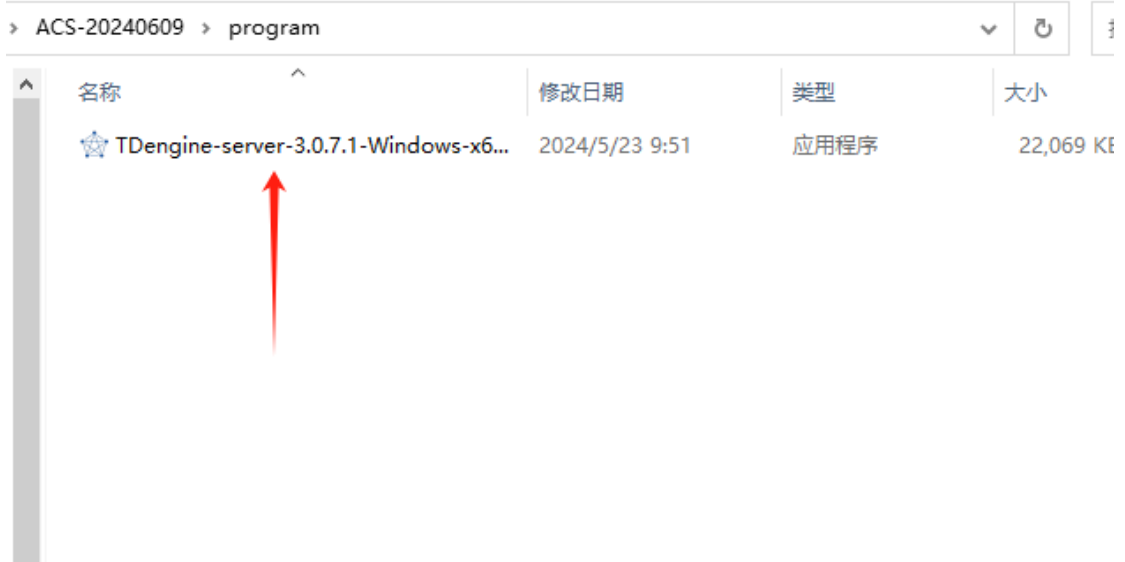 ACS-20240609 > program
名称 修改日期 类型 大小
TDengine-server-3.0.7.1-Windows-x6... 2024/5/23 9:51 应用程序 22,069 KB